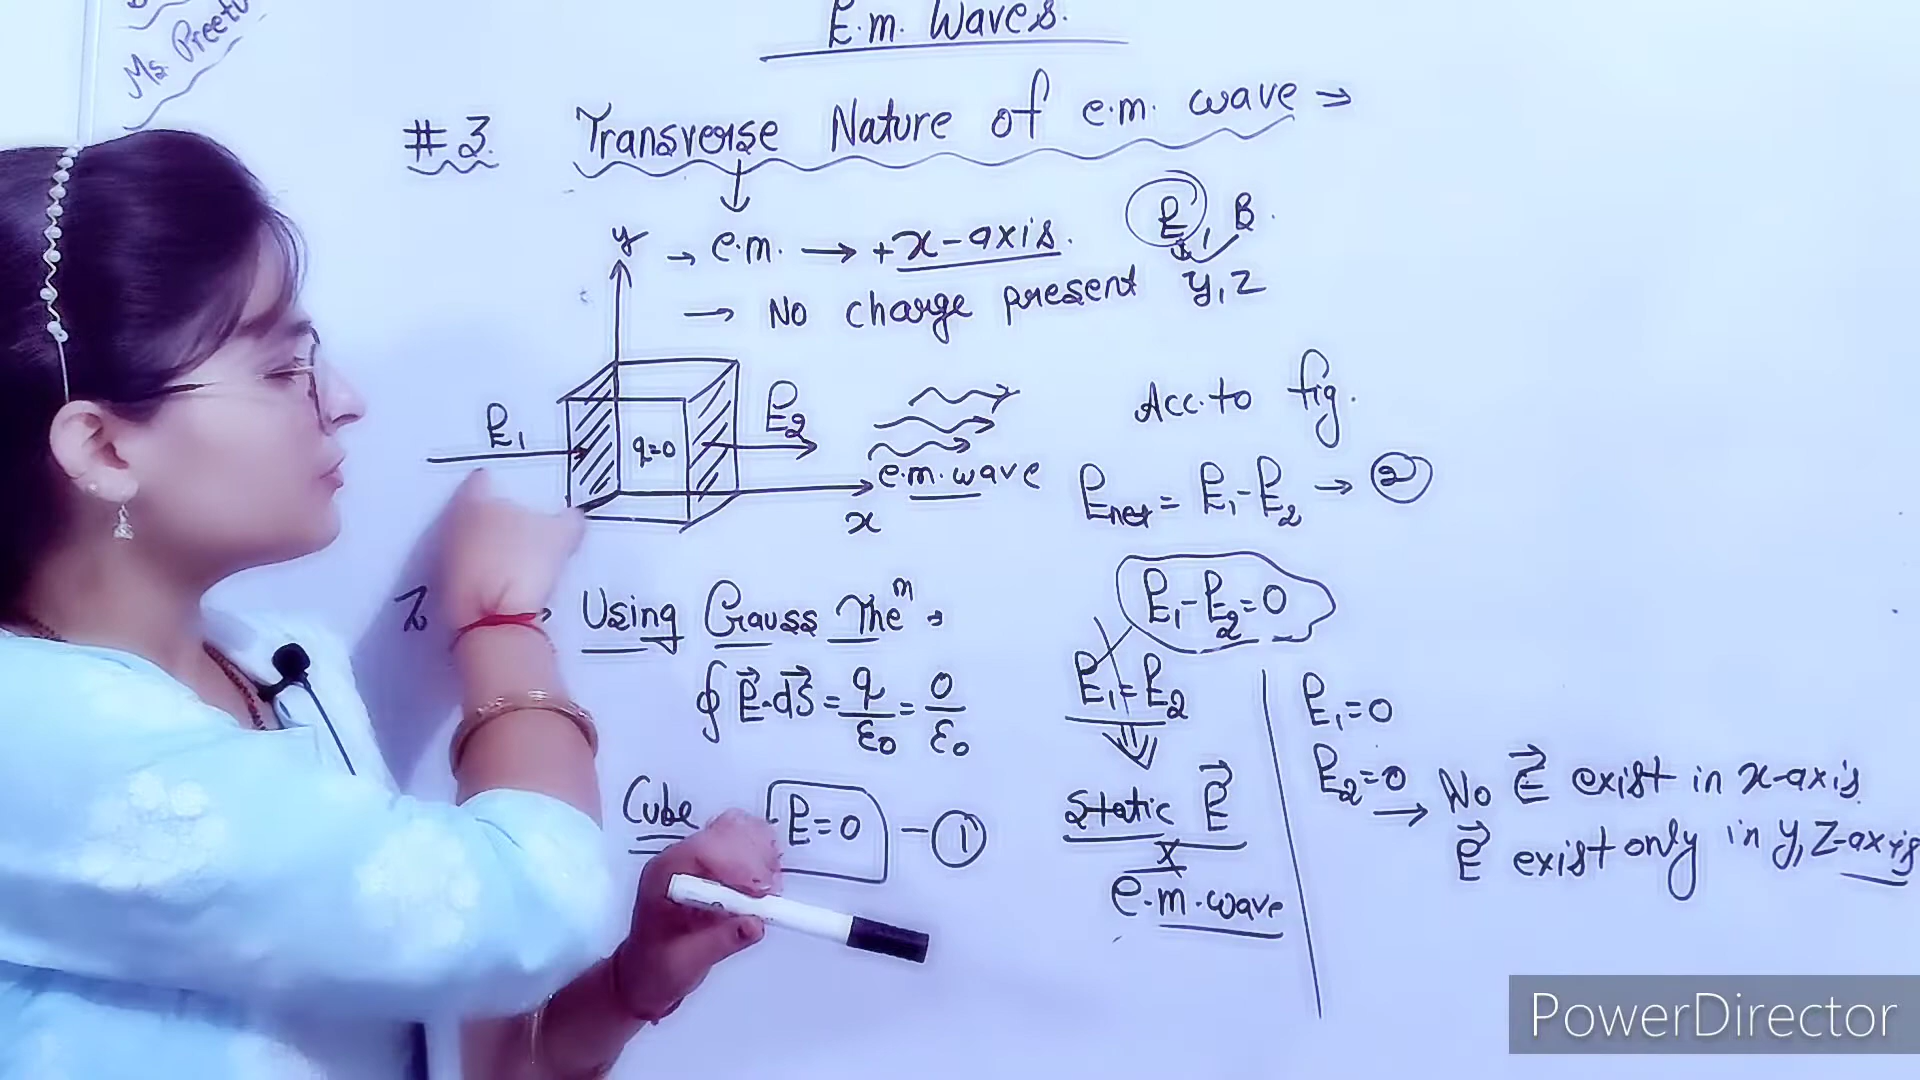 Ms. Preetu
E.m. Waves.
#3. Transverse Nature of e.m. wave →
y
→ e.m. → +x-axis.
E, B.
y, z
→ No charge present
E₁
q=0
E₂
e.m. wave
x
z
Acc. to fig.
Enet = E₁-E₂ → ②
E₁-E₂=0
E₁=E₂
Static E⃗
x
e.m. wave
Using Gauss Theᵐ →
∮ E⃗·dS⃗ = q/ε₀ = 0/ε₀
Cube E=0 — ①
E₁=0
E₂=0
→ No E⃗ exist in x-axis.
E⃗ exist only in y, z-axis
PowerDirector